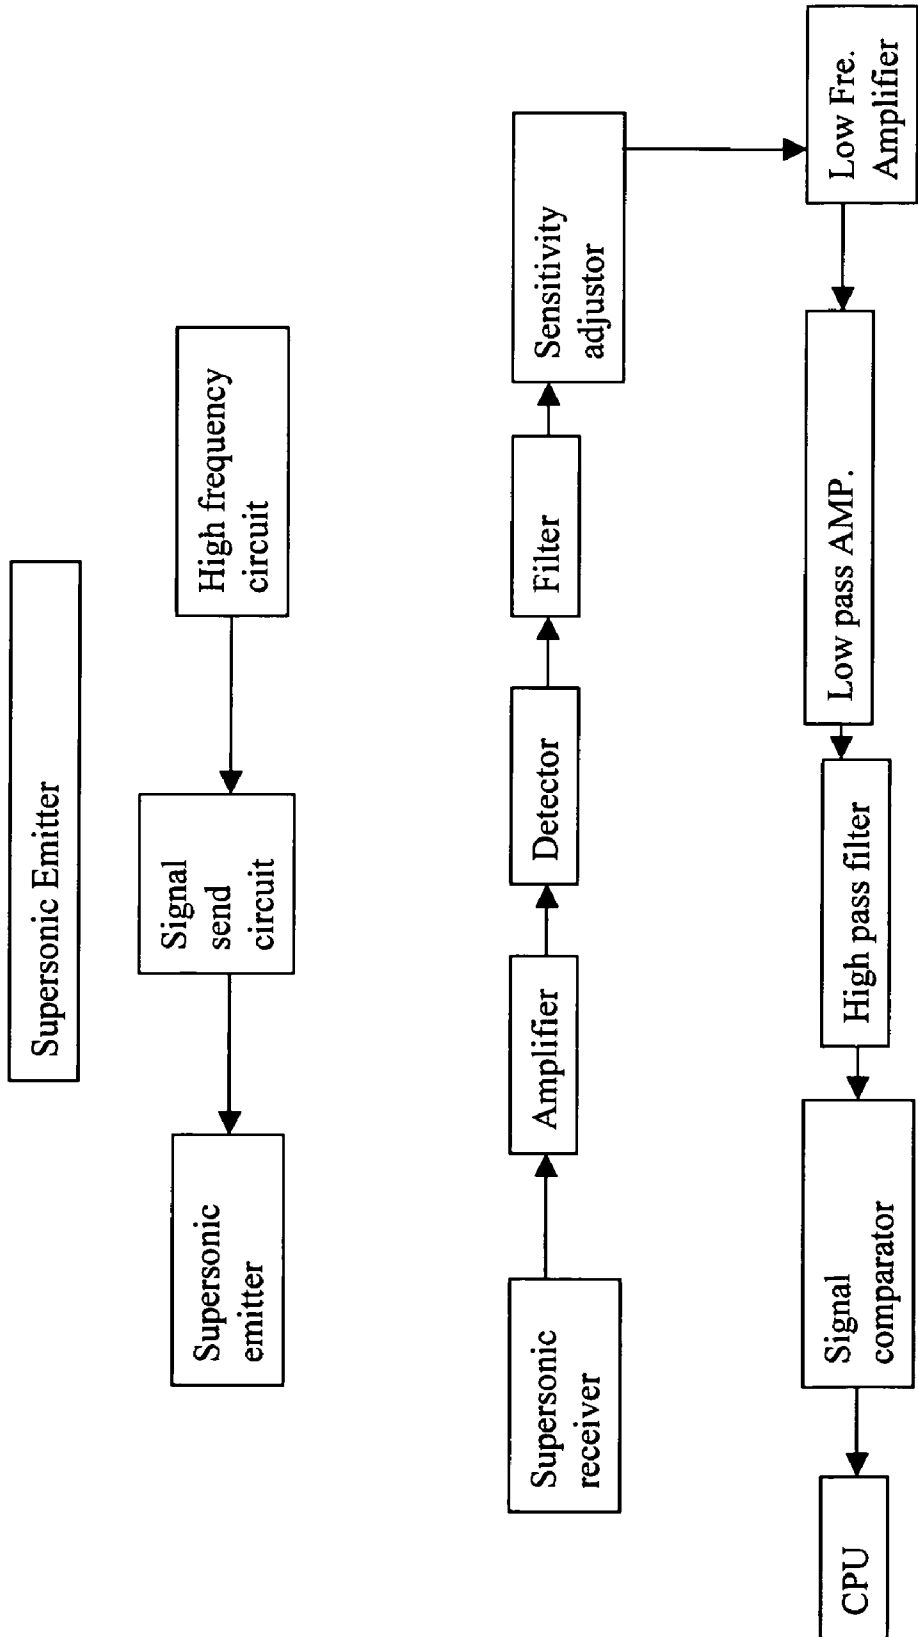 Supersonic Emitter
Supersonic
emitter
Signal
send
circuit
High frequency
circuit
Supersonic
receiver
Amplifier
Detector
Filter
Sensitivity
adjustor
CPU
Signal
comparator
High pass filter
Low pass AMP.
Low Fre.
Amplifier